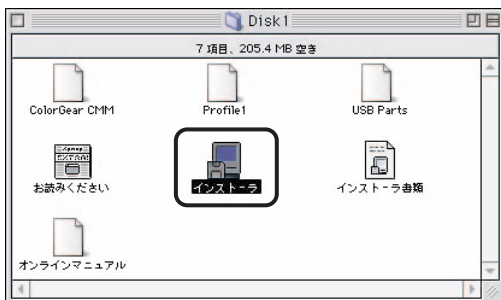 Disk1
7 項目、205.4 MB 空き
ColorGear CMM
Profile1
USB Parts
お読みください
インストーラ
インストーラ書類
オンラインマニュアル